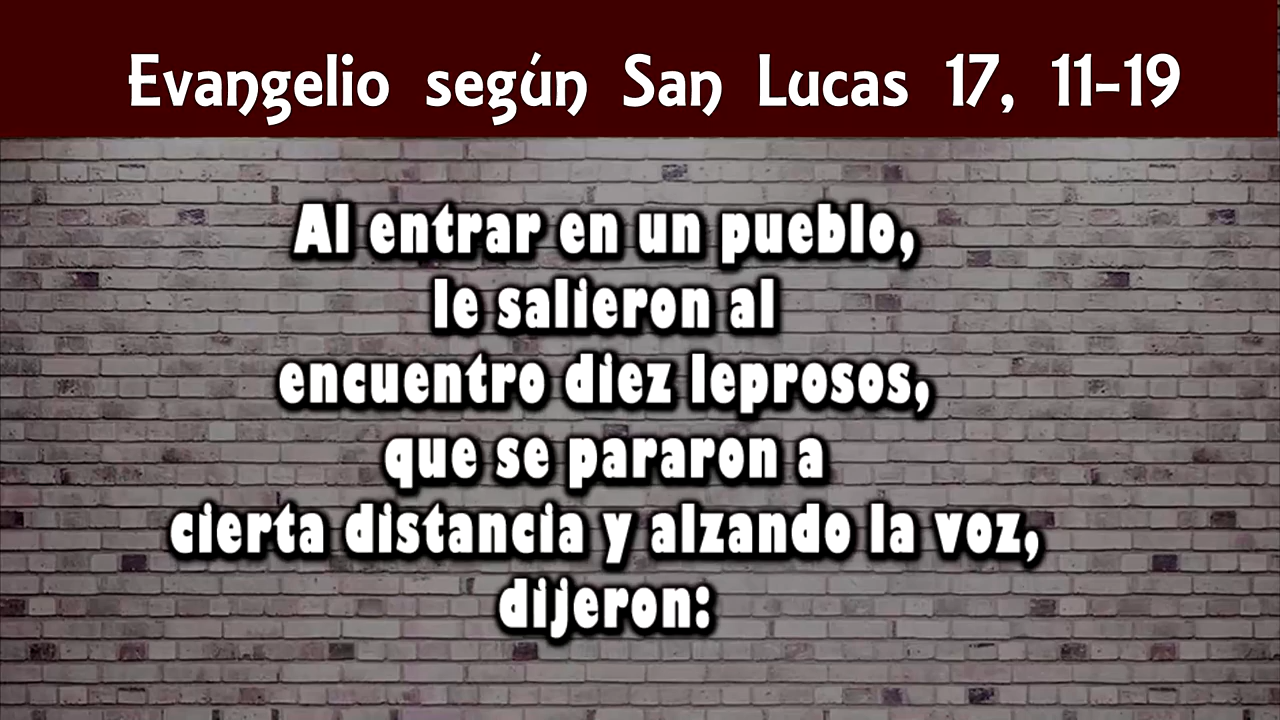 Evangelio según San Lucas 17, 11-19
Al entrar en un pueblo,
le salieron al
encuentro diez leprosos,
que se pararon a
cierta distancia y alzando la voz,
dijeron: